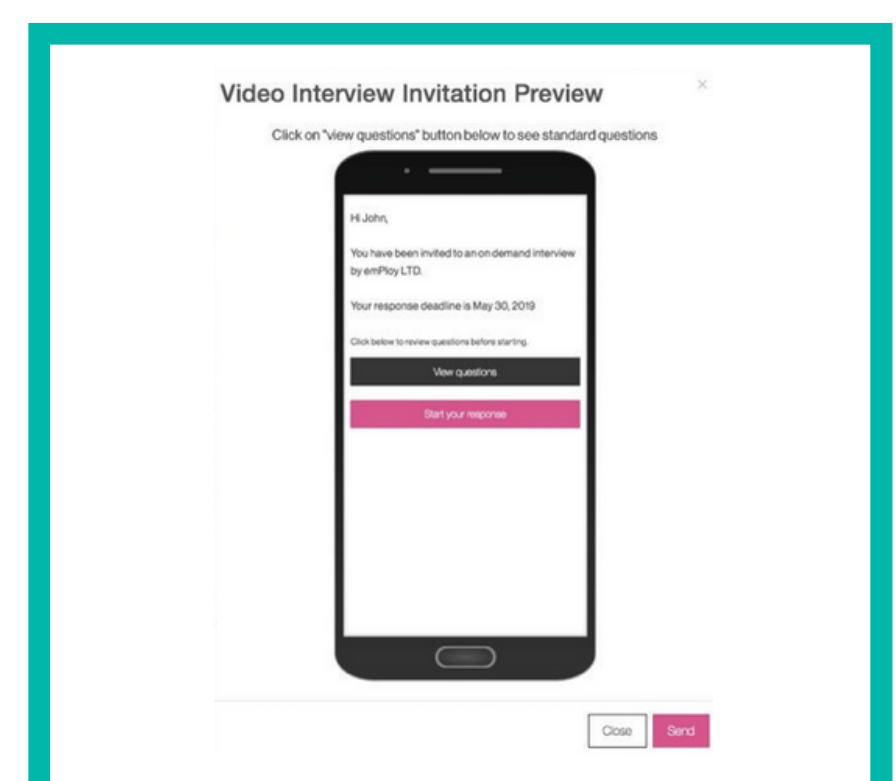 Video Interview Invitation Preview
×
Click on "view questions" button below to see standard questions
Hi John,
You have been invited to an on demand interview
by emPloy LTD.
Your response deadline is May 30, 2019
Click below to review questions before starting.
View questions
Start your response
Close
Send